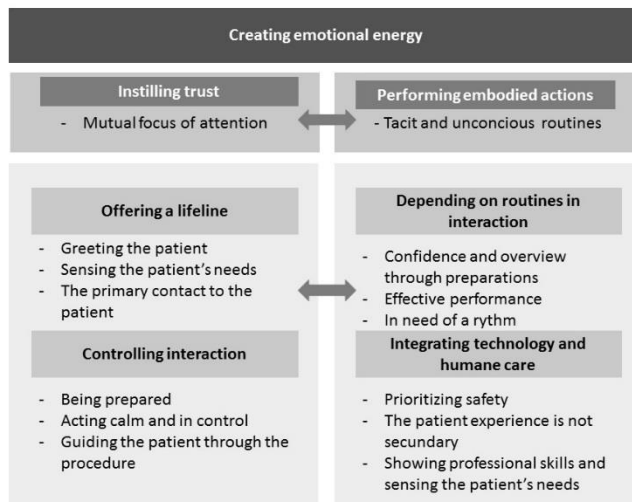 Creating emotional energy
Instilling trust
- Mutual focus of attention
Performing embodied actions
- Tacit and unconcious routines
Offering a lifeline
- Greeting the patient
- Sensing the patient's needs
- The primary contact to the
patient
Controlling interaction
- Being prepared
- Acting calm and in control
- Guiding the patient through the
procedure
Depending on routines in
interaction
- Confidence and overview
through preparations
- Effective performance
- In need of a rythm
Integrating technology and
humane care
- Prioritizing safety
- The patient experience is not
secundary
- Showing professional skills and
sensing the patient's needs